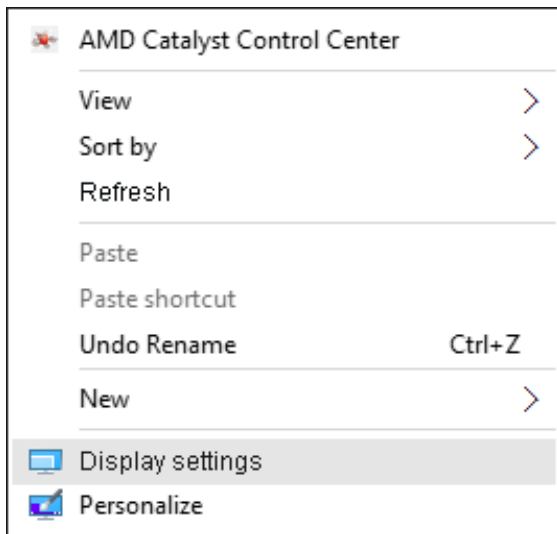 AMD Catalyst Control Center
View
Sort by
Refresh
Paste
Paste shortcut
Undo Rename Ctrl+Z
New
Display settings
Personalize